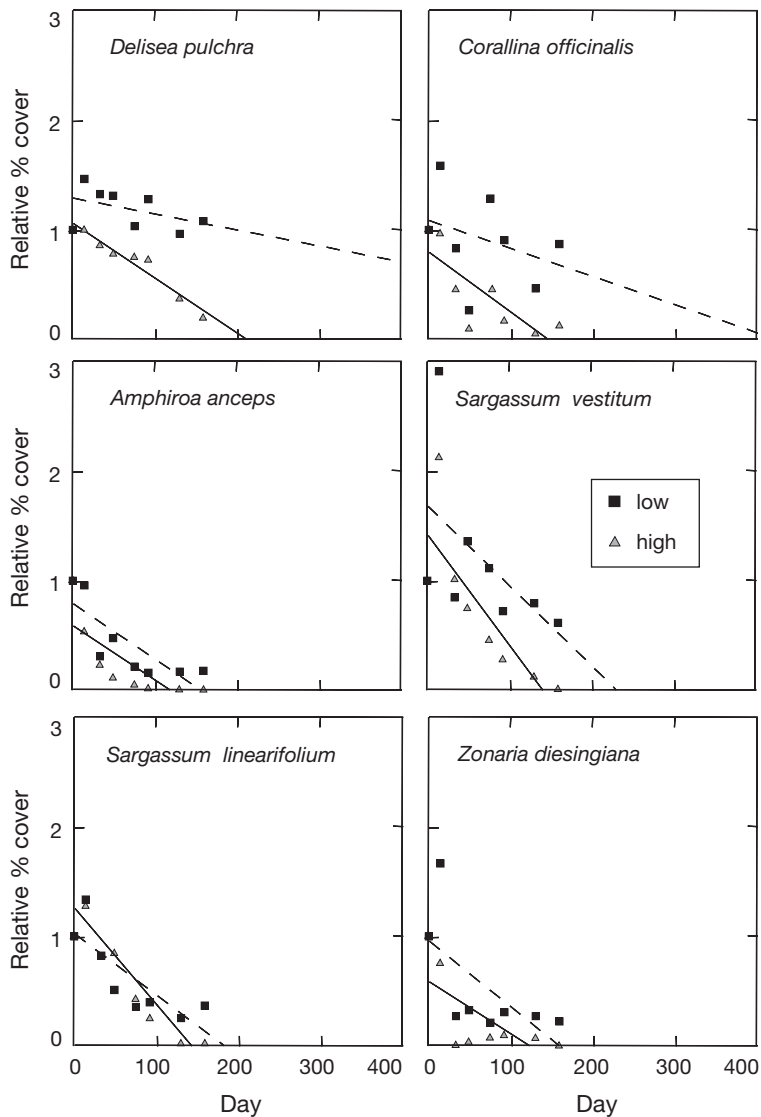 3
Delisea pulchra
Corallina officinalis
2
Relative % cover
1
0
3
Amphiroa anceps
Sargassum vestitum
2
Relative % cover
low
high
1
0
3
Sargassum linearifolium
Zonaria diesingiana
2
Relative % cover
1
0
0 100 200 300 400 0 100 200 300 400
Day Day